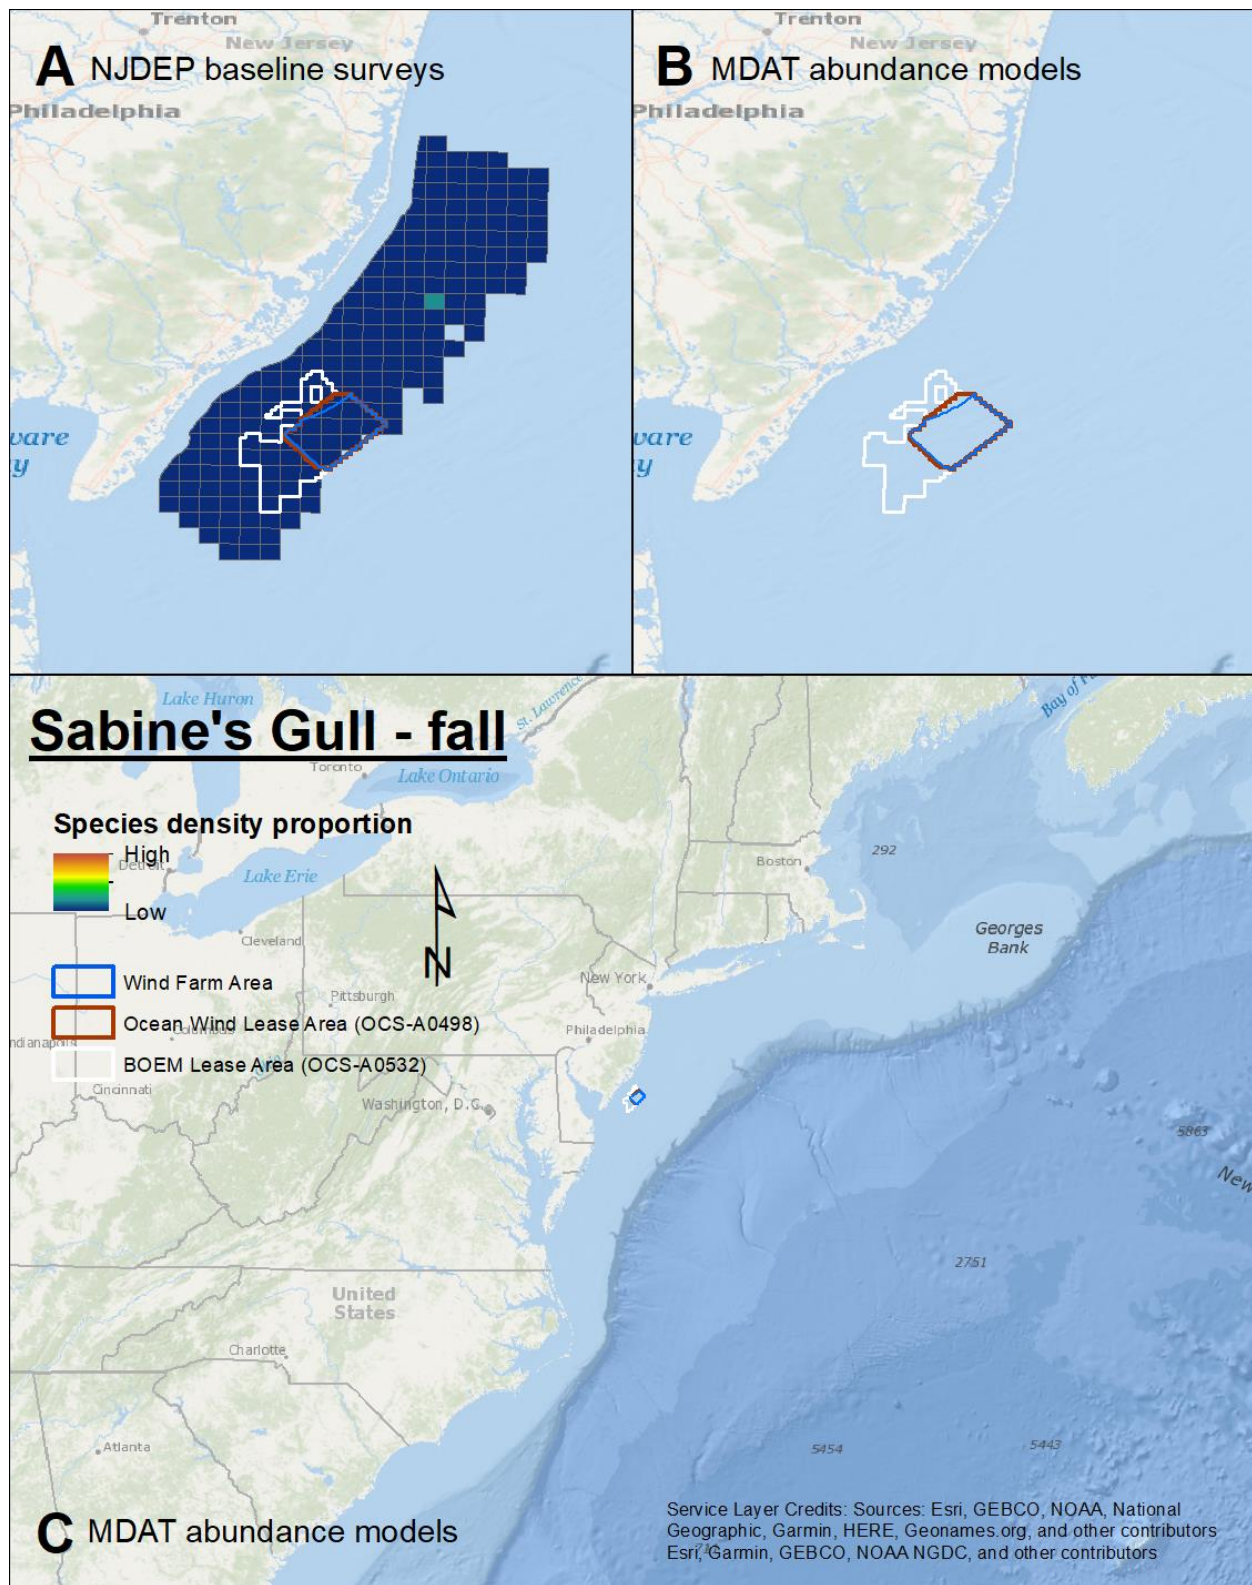 Trenton
New Jersey
A NJDEP baseline surveys
Philadelphia
ware
y
Trenton
New Jersey
B MDAT abundance models
Philadelphia
ware
y
Lake Huron
St. Lawrence
Bay of F
Sabine's Gull - fall
Toronto
Lake Ontario
Species density proportion
High
Detroit
Low
Lake Erie
292
Boston
Georges
Bank
Cleveland
N
New York
Wind Farm Area
Pittsburgh
Ocean Wind Lease Area (OCS-A0498)
Columbus
Philadelphia
ndianapolis
BOEM Lease Area (OCS-A0532)
Cincinnati
Washington, D.C.
5863
New
2751
United
States
Charlotte
Atlanta
5454
5443
C MDAT abundance models
Service Layer Credits: Sources: Esri, GEBCO, NOAA, National
Geographic, Garmin, HERE, Geonames.org, and other contributors
Esri, Garmin, GEBCO, NOAA NGDC, and other contributors